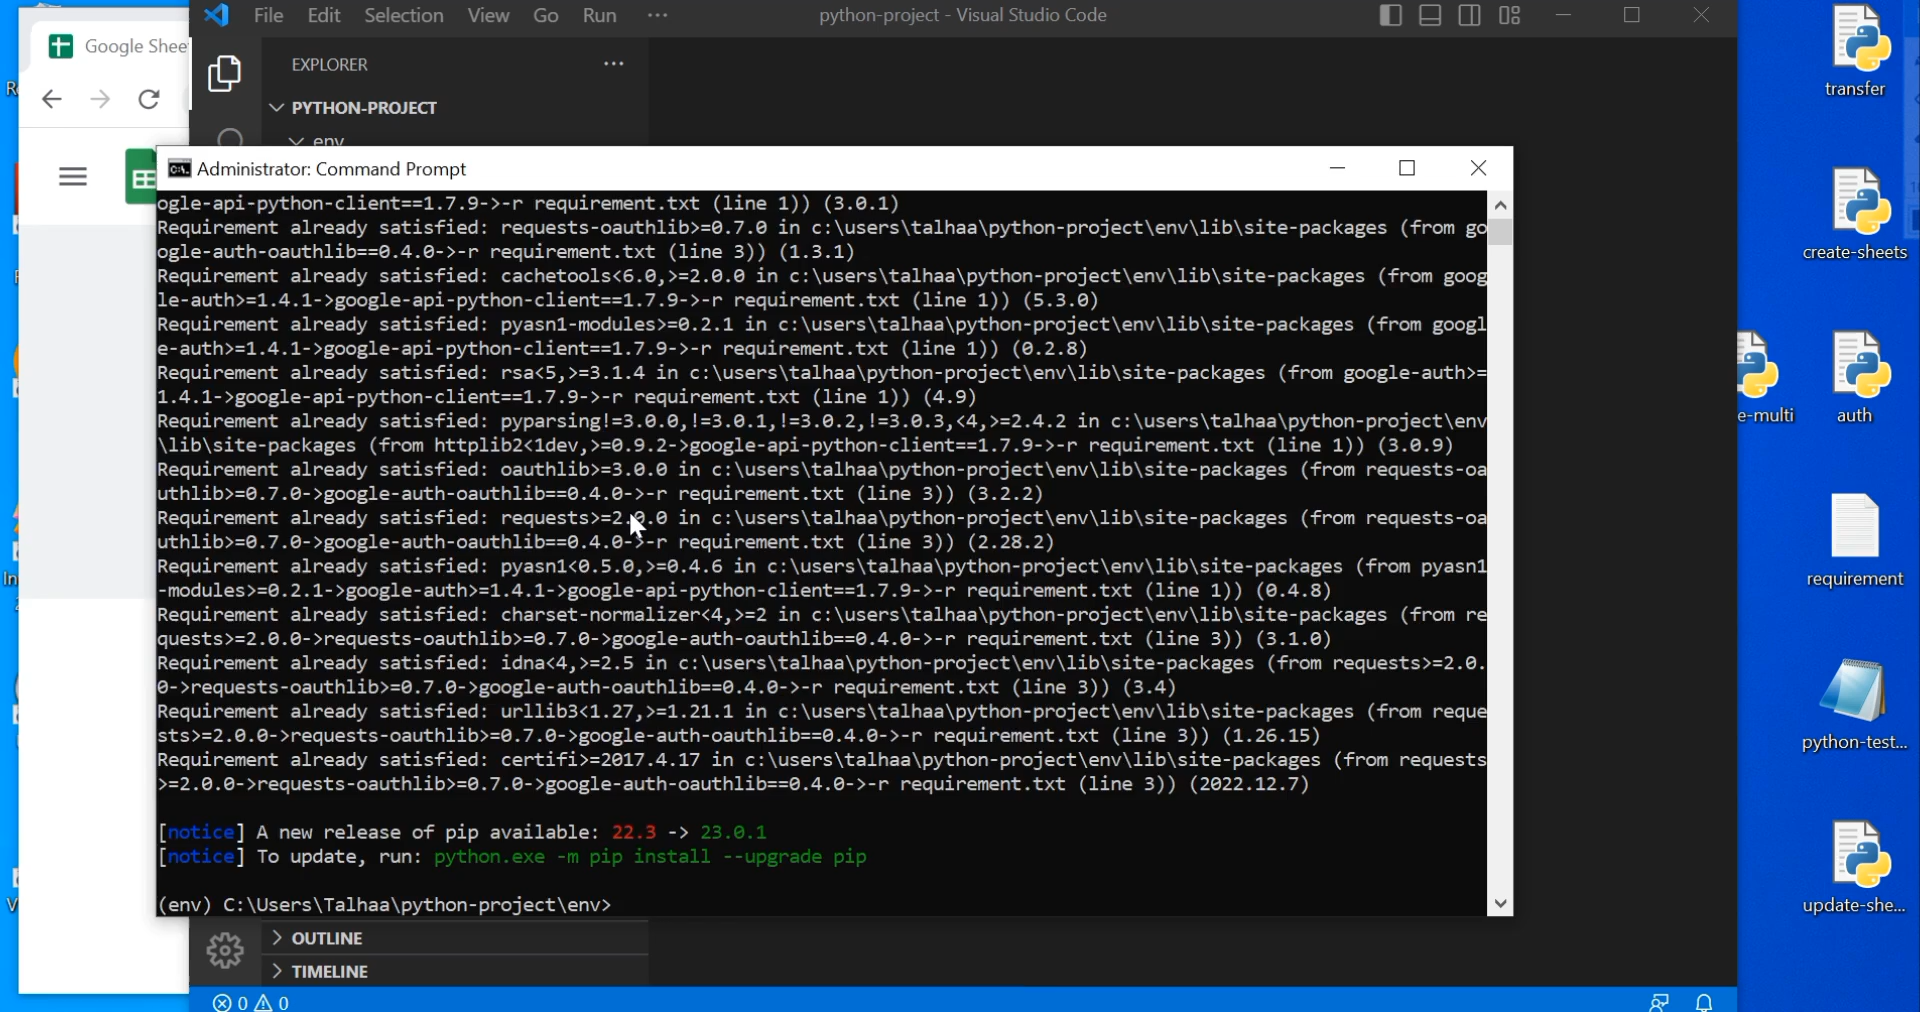 File Edit Selection View Go Run ··· python-project - Visual Studio Code
Google Shee
EXPLORER ···
PYTHON-PROJECT
env
Administrator: Command Prompt
ogle-api-python-client==1.7.9->-r requirement.txt (line 1)) (3.0.1)
Requirement already satisfied: requests-oauthlib>=0.7.0 in c:\users\talhaa\python-project\env\lib\site-packages (from go
ogle-auth-oauthlib==0.4.0->-r requirement.txt (line 3)) (1.3.1)
Requirement already satisfied: cachetools<6.0,>=2.0.0 in c:\users\talhaa\python-project\env\lib\site-packages (from goog
le-auth>=1.4.1->google-api-python-client==1.7.9->-r requirement.txt (line 1)) (5.3.0)
Requirement already satisfied: pyasn1-modules>=0.2.1 in c:\users\talhaa\python-project\env\lib\site-packages (from googl
e-auth>=1.4.1->google-api-python-client==1.7.9->-r requirement.txt (line 1)) (0.2.8)
Requirement already satisfied: rsa<5,>=3.1.4 in c:\users\talhaa\python-project\env\lib\site-packages (from google-auth>=
1.4.1->google-api-python-client==1.7.9->-r requirement.txt (line 1)) (4.9)
Requirement already satisfied: pyparsing!=3.0.0,!=3.0.1,!=3.0.2,!=3.0.3,<4,>=2.4.2 in c:\users\talhaa\python-project\env
\lib\site-packages (from httplib2<1dev,>=0.9.2->google-api-python-client==1.7.9->-r requirement.txt (line 1)) (3.0.9)
Requirement already satisfied: oauthlib>=3.0.0 in c:\users\talhaa\python-project\env\lib\site-packages (from requests-oa
uthlib>=0.7.0->google-auth-oauthlib==0.4.0->-r requirement.txt (line 3)) (3.2.2)
Requirement already satisfied: requests>=2.0.0 in c:\users\talhaa\python-project\env\lib\site-packages (from requests-oa
uthlib>=0.7.0->google-auth-oauthlib==0.4.0->-r requirement.txt (line 3)) (2.28.2)
Requirement already satisfied: pyasn1<0.5.0,>=0.4.6 in c:\users\talhaa\python-project\env\lib\site-packages (from pyasn1
-modules>=0.2.1->google-auth>=1.4.1->google-api-python-client==1.7.9->-r requirement.txt (line 1)) (0.4.8)
Requirement already satisfied: charset-normalizer<4,>=2 in c:\users\talhaa\python-project\env\lib\site-packages (from re
quests>=2.0.0->requests-oauthlib>=0.7.0->google-auth-oauthlib==0.4.0->-r requirement.txt (line 3)) (3.1.0)
Requirement already satisfied: idna<4,>=2.5 in c:\users\talhaa\python-project\env\lib\site-packages (from requests>=2.0.
0->requests-oauthlib>=0.7.0->google-auth-oauthlib==0.4.0->-r requirement.txt (line 3)) (3.4)
Requirement already satisfied: urllib3<1.27,>=1.21.1 in c:\users\talhaa\python-project\env\lib\site-packages (from reque
sts>=2.0.0->requests-oauthlib>=0.7.0->google-auth-oauthlib==0.4.0->-r requirement.txt (line 3)) (1.26.15)
Requirement already satisfied: certifi>=2017.4.17 in c:\users\talhaa\python-project\env\lib\site-packages (from requests
>=2.0.0->requests-oauthlib>=0.7.0->google-auth-oauthlib==0.4.0->-r requirement.txt (line 3)) (2022.12.7)
[notice] A new release of pip available: 22.3 -> 23.0.1
[notice] To update, run: python.exe -m pip install --upgrade pip
(env) C:\Users\Talhaa\python-project\env>
OUTLINE
TIMELINE
0 0
transfer
create-sheets
e-multi
auth
requirement
python-test...
update-she...